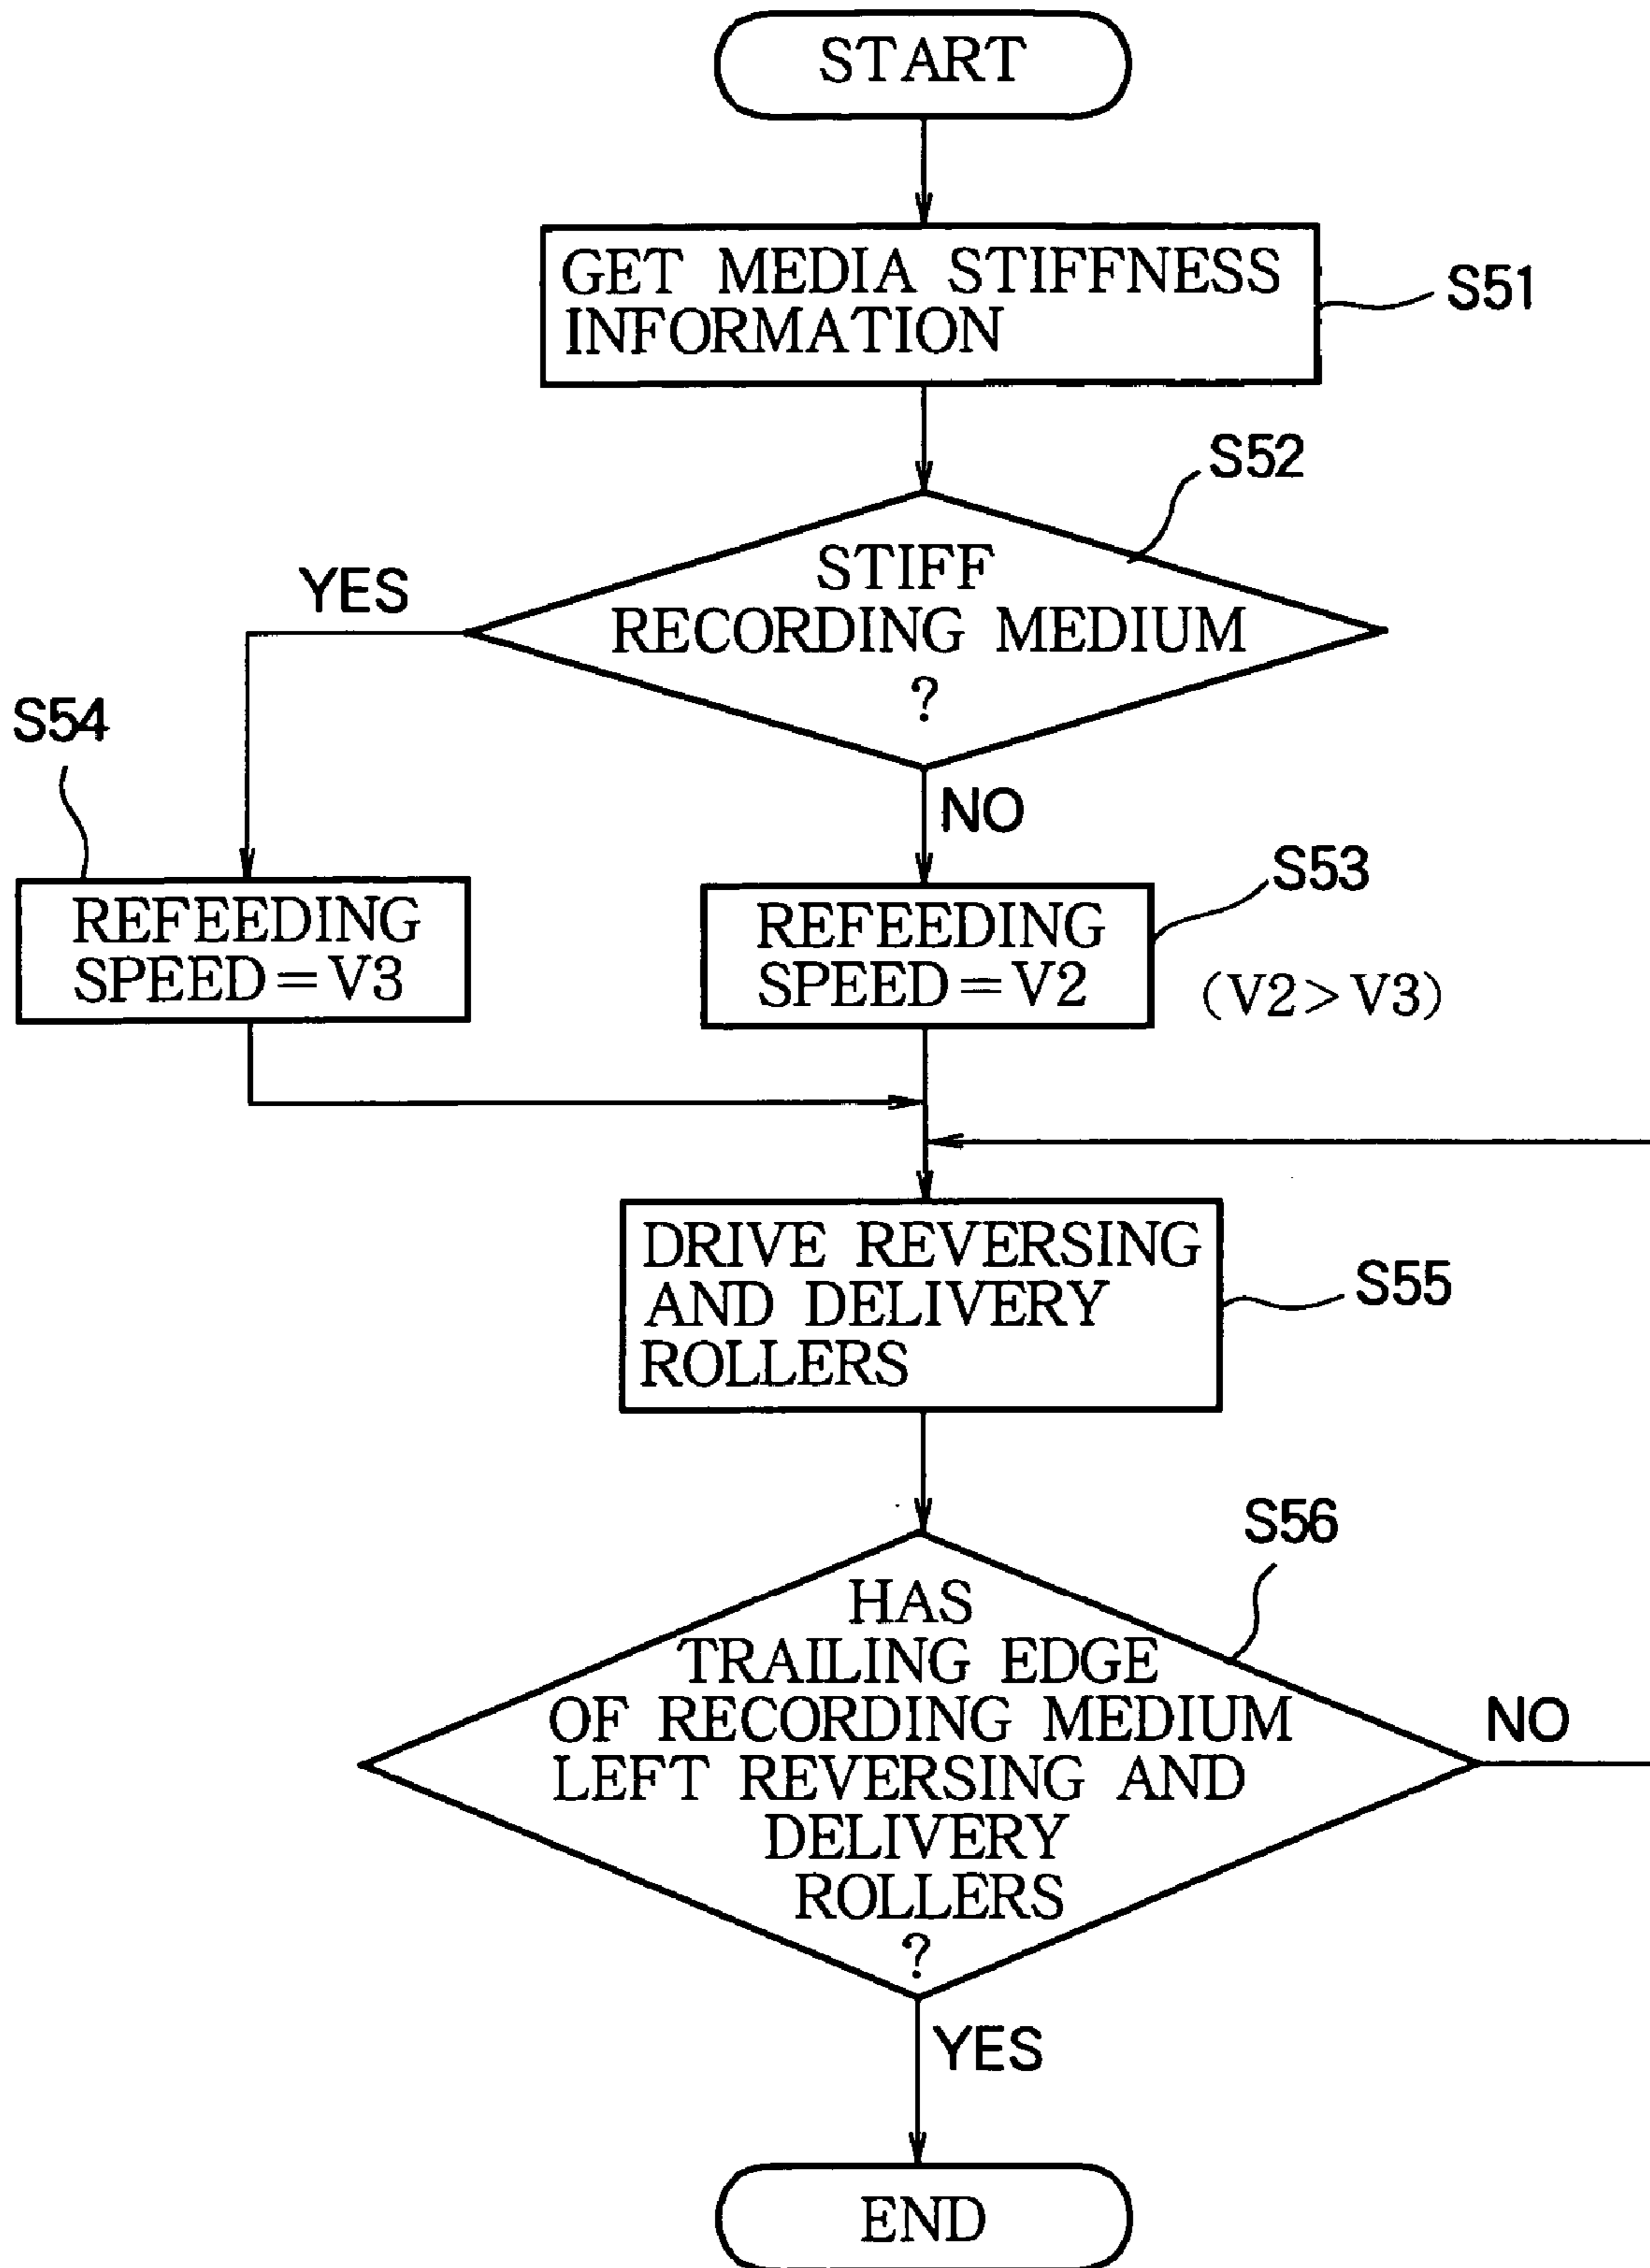 START
GET MEDIA STIFFNESS
INFORMATION
S51
S52
STIFF
RECORDING MEDIUM
?
YES
NO
S54
REFEEDING
SPEED=V3
S53
REFEEDING
SPEED=V2
(V2>V3)
DRIVE REVERSING
AND DELIVERY
ROLLERS
S55
S56
HAS
TRAILING EDGE
OF RECORDING MEDIUM
LEFT REVERSING AND
DELIVERY
ROLLERS
?
NO
YES
END